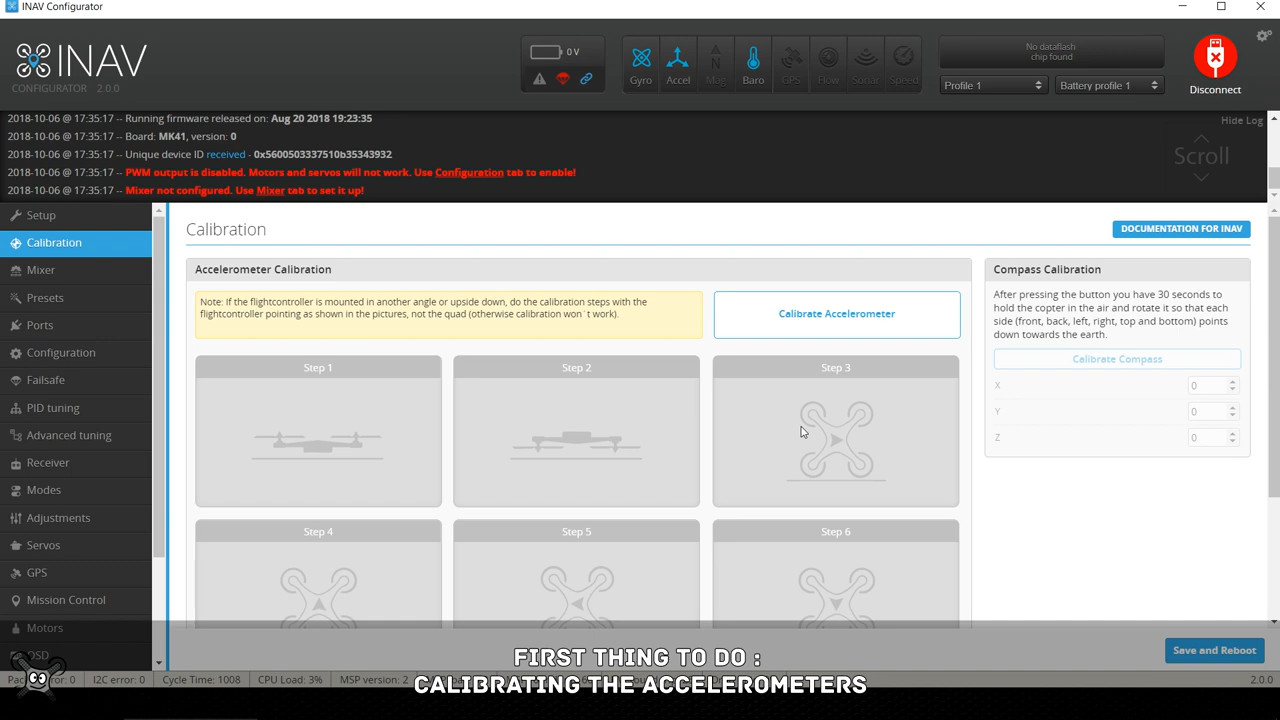 INAV Configurator
INAV
CONFIGURATOR 2.0.0
0 V
Gyro
Accel
Mag
Baro
GPS
Flow
Sonar
Speed
No dataflash
chip found
Profile 1
Battery profile 1
Disconnect
2018-10-06 @ 17:35:17 -- Running firmware released on: Aug 20 2018 19:23:35
2018-10-06 @ 17:35:17 -- Board: MK41, version: 0
2018-10-06 @ 17:35:17 -- Unique device ID received - 0x5600503337510b35343932
2018-10-06 @ 17:35:17 -- PWM output is disabled. Motors and servos will not work. Use Configuration tab to enable!
2018-10-06 @ 17:35:17 -- Mixer not configured. Use Mixer tab to set it up!
Hide Log
Scroll
Setup
Calibration
Mixer
Presets
Ports
Configuration
Failsafe
PID tuning
Advanced tuning
Receiver
Modes
Adjustments
Servos
GPS
Mission Control
Motors
OSD
Calibration
DOCUMENTATION FOR INAV
Accelerometer Calibration
Note: If the flightcontroller is mounted in another angle or upside down, do the calibration steps with the
flightcontroller pointing as shown in the pictures, not the quad (otherwise calibration won`t work).
Calibrate Accelerometer
Step 1
Step 2
Step 3
Step 4
Step 5
Step 6
Compass Calibration
After pressing the button you have 30 seconds to
hold the copter in the air and rotate it so that each
side (front, back, left, right, top and bottom) points
down towards the earth.
Calibrate Compass
X 0
Y 0
Z 0
Save and Reboot
FIRST THING TO DO :
CALIBRATING THE ACCELEROMETERS
error: 0
I2C error: 0
Cycle Time: 1008
CPU Load: 3%
MSP version: 2
2.0.0